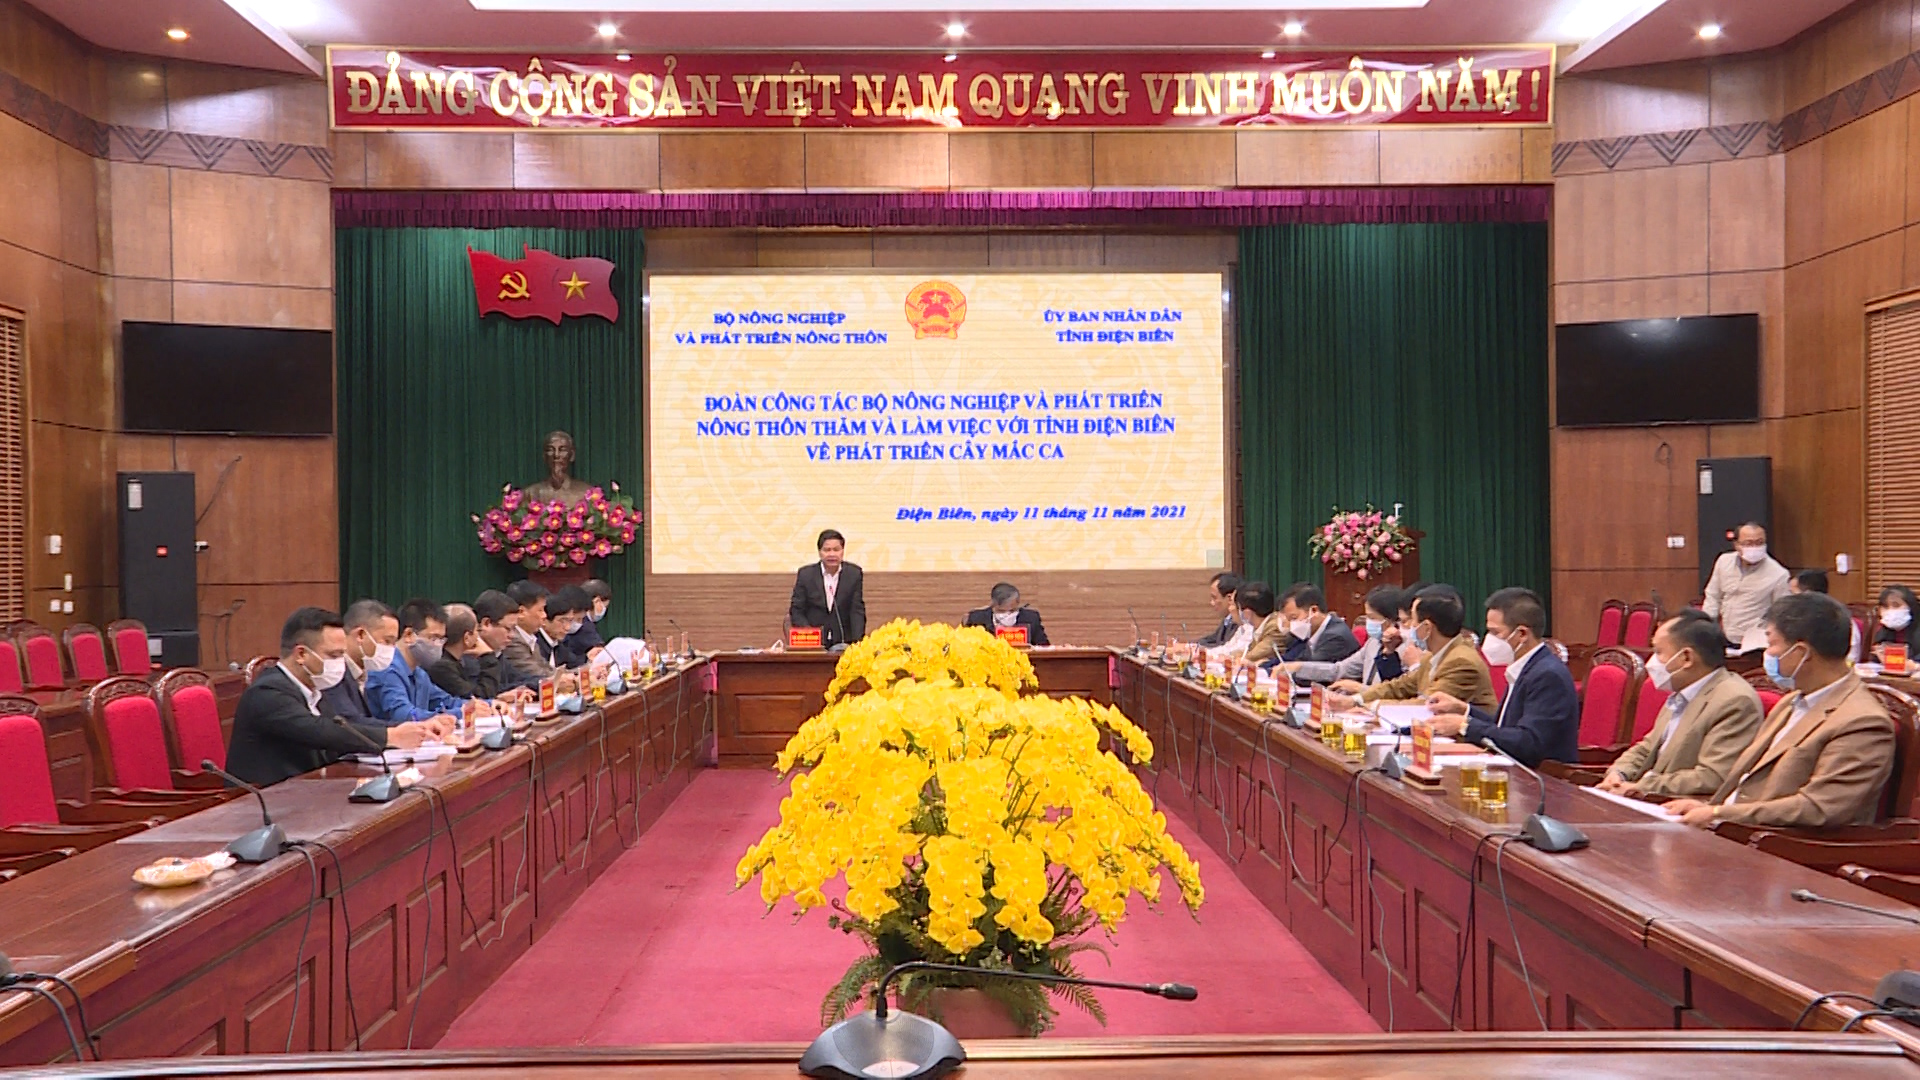 ĐẢNG CỘNG SẢN VIỆT NAM QUANG VINH MUÔN NĂM !
BỘ NÔNG NGHIỆP
VÀ PHÁT TRIỂN NÔNG THÔN
ỦY BAN NHÂN DÂN
TỈNH ĐIỆN BIÊN
ĐOÀN CÔNG TÁC BỘ NÔNG NGHIỆP VÀ PHÁT TRIỂN
NÔNG THÔN THĂM VÀ LÀM VIỆC VỚI TỈNH ĐIỆN BIÊN
VỀ PHÁT TRIỂN CÂY MẮC CA
Điện Biên, ngày 11 tháng 11 năm 2021